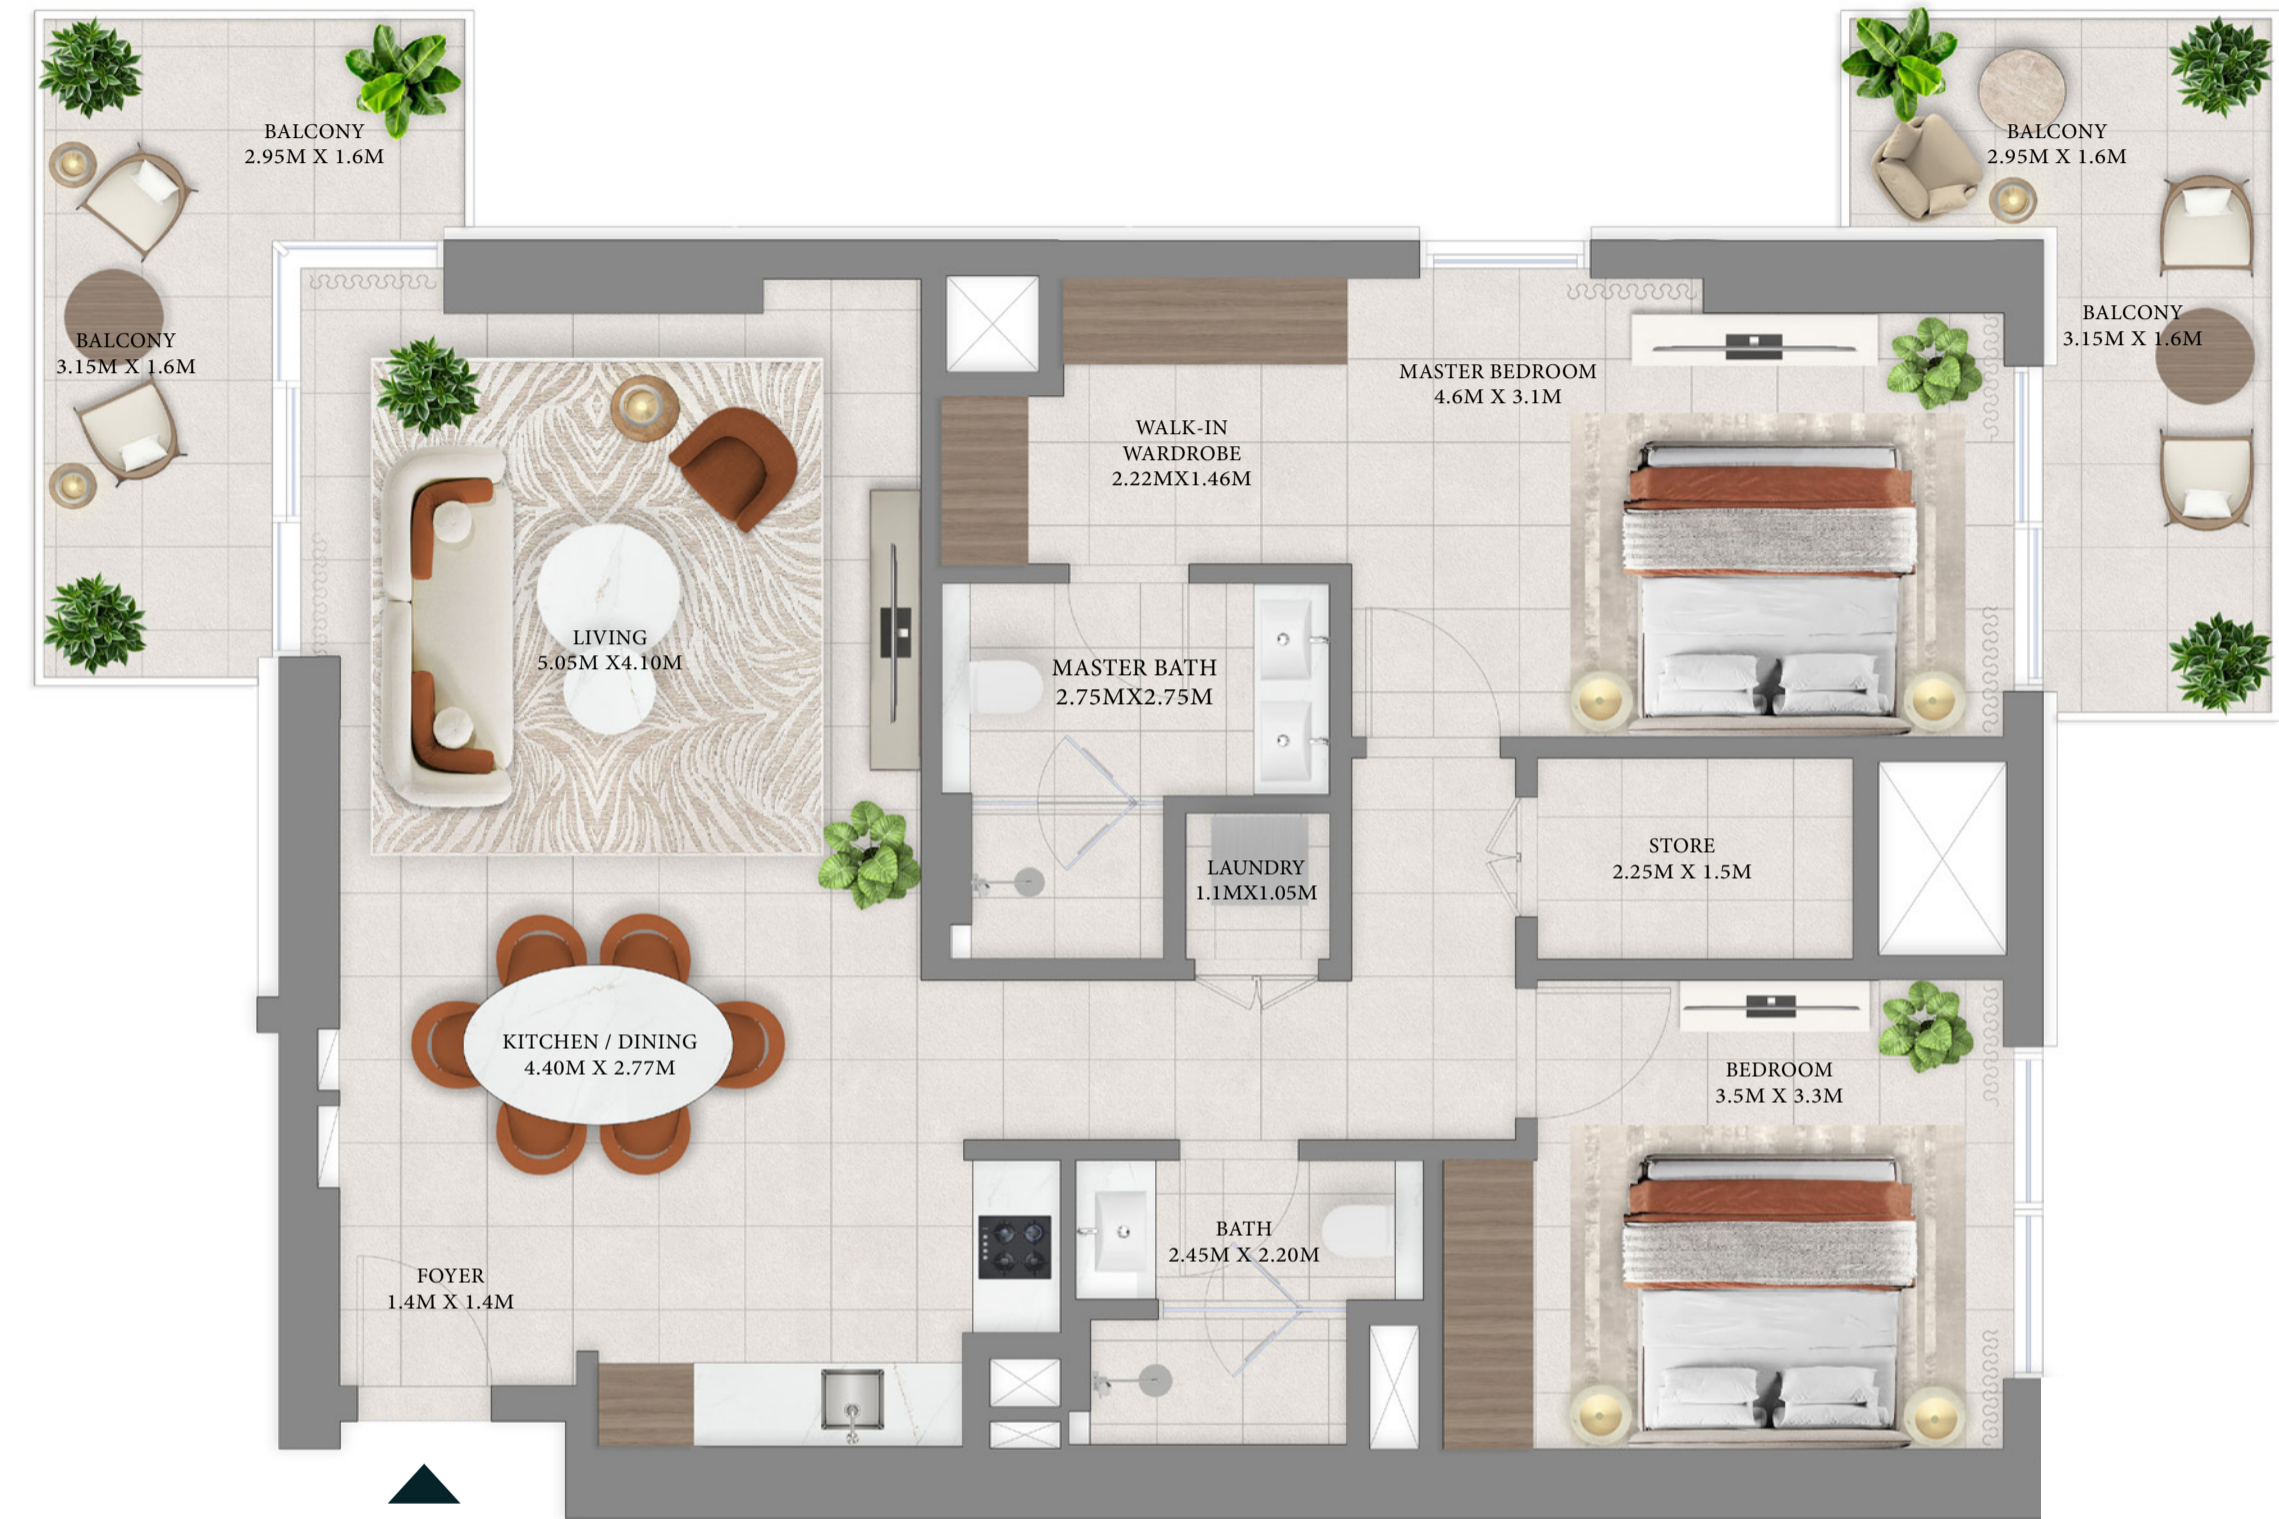 BALCONY
2.95M X 1.6M
BALCONY
2.95M X 1.6M
BALCONY
3.15M X 1.6M
BALCONY
3.15M X 1.6M
MASTER BEDROOM
4.6M X 3.1M
WALK-IN
WARDROBE
2.22MX1.46M
LIVING
5.05M X4.10M
MASTER BATH
2.75MX2.75M
STORE
2.25M X 1.5M
LAUNDRY
1.1MX1.05M
KITCHEN / DINING
4.40M X 2.77M
BEDROOM
3.5M X 3.3M
BATH
2.45M X 2.20M
FOYER
1.4M X 1.4M